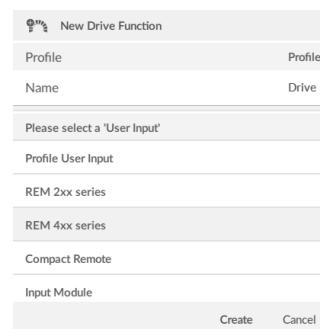 New Drive Function
Profile Profile
Name Drive
Please select a 'User Input'
Profile User Input
REM 2xx series
REM 4xx series
Compact Remote
Input Module
Create Cancel